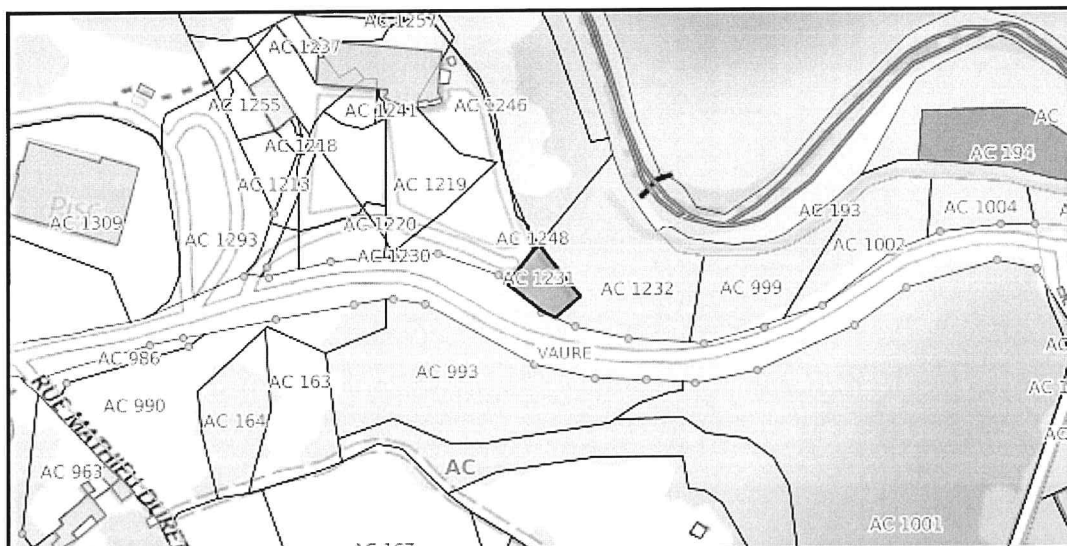 AC 1257
AC 1237
AC 1255
AC 1241
AC 1246
AC
AC 1218
AC 194
AC 1213
AC 1219
Pisc
AC 1309
AC 1220
AC 193
AC 1004
AC 1293
AC 1248
AC 1002
AC 1230
AC 1231
AC 1232
AC 999
VAURE
AC 986
AC 163
AC 993
AC 990
AC 164
RUE MATHIEU DURE
AC 963
AC
AC 1001